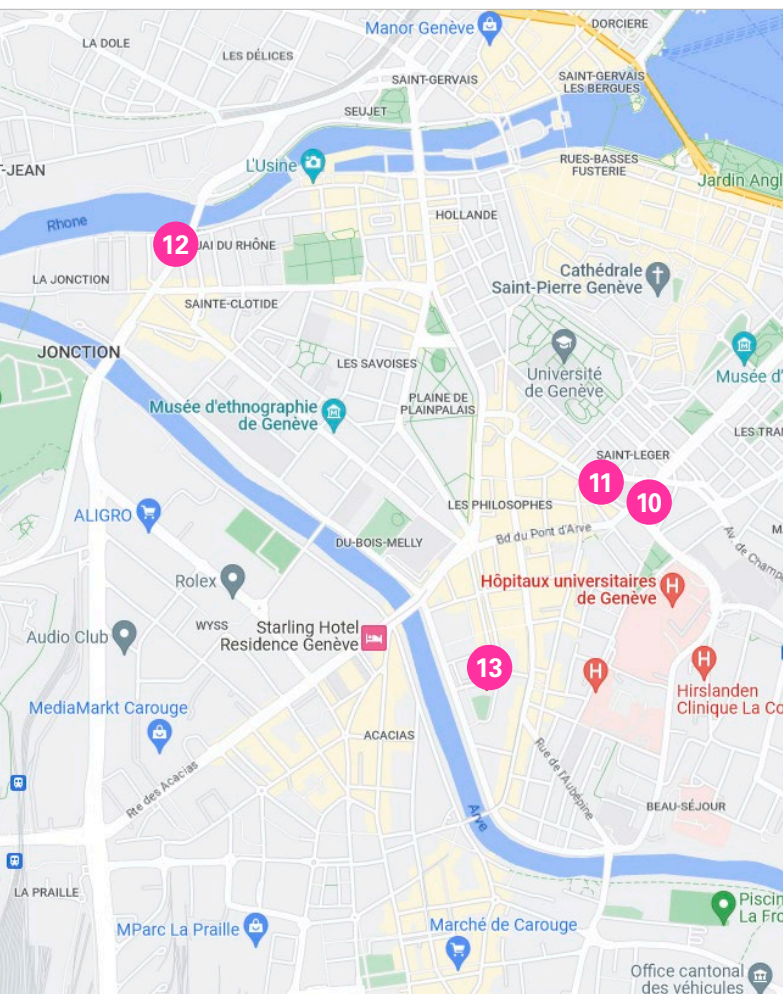 Manor Genève
DORCIERE
LA DOLE
LES DÉLICES
SAINT-GERVAIS
SAINT-GERVAIS
LES BERGUES
SEUJET
L'Usine
T-JEAN
RUES-BASSES
FUSTERIE
Jardin Angl
Rhone
HOLLANDE
12
AI DU RHÔNE
Cathédrale
Saint-Pierre Genève
LA JONCTION
SAINTE-CLOTIDE
JONCTION
LES SAVOISES
Université
de Genève
Musée d'
PLAINE DE
PLAINPALAIS
Musée d'ethnographie
de Genève
LES TRA
SAINT-LEGER
11
10
LES PHILOSOPHES
ALIGRO
Bd du Pont d'Arve
DU-BOIS-MELLY
M
Av. de Champ
Rolex
Hôpitaux universitaires
de Genève
H
WYSS
Starling Hotel
Residence Genève
Audio Club
13
H
H
Hirslanden
Clinique La Co
MediaMarkt Carouge
ACACIAS
Rte des Acacias
Rue de l'Aubépine
BEAU-SÉJOUR
Arve
LA PRAILLE
Piscin
La Fro
MParc La Praille
Marché de Carouge
Office cantonal
des véhicules